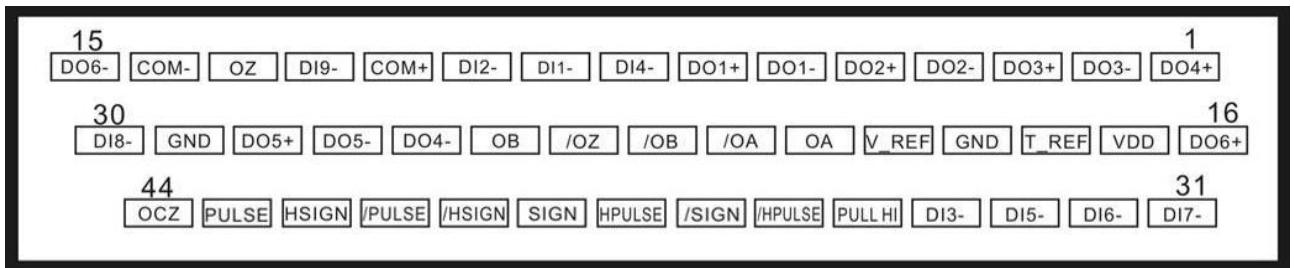 15 1
DO6- COM- OZ DI9- COM+ DI2- DI1- DI4- DO1+ DO1- DO2+ DO2- DO3+ DO3- DO4+
30 16
DI8- GND DO5+ DO5- DO4- OB /OZ /OB /OA OA V_REF GND T_REF VDD DO6+
44 31
OCZ PULSE HSIGN /PULSE /HSIGN SIGN HPULSE /SIGN /HPULSE PULL HI DI3- DI5- DI6- DI7-